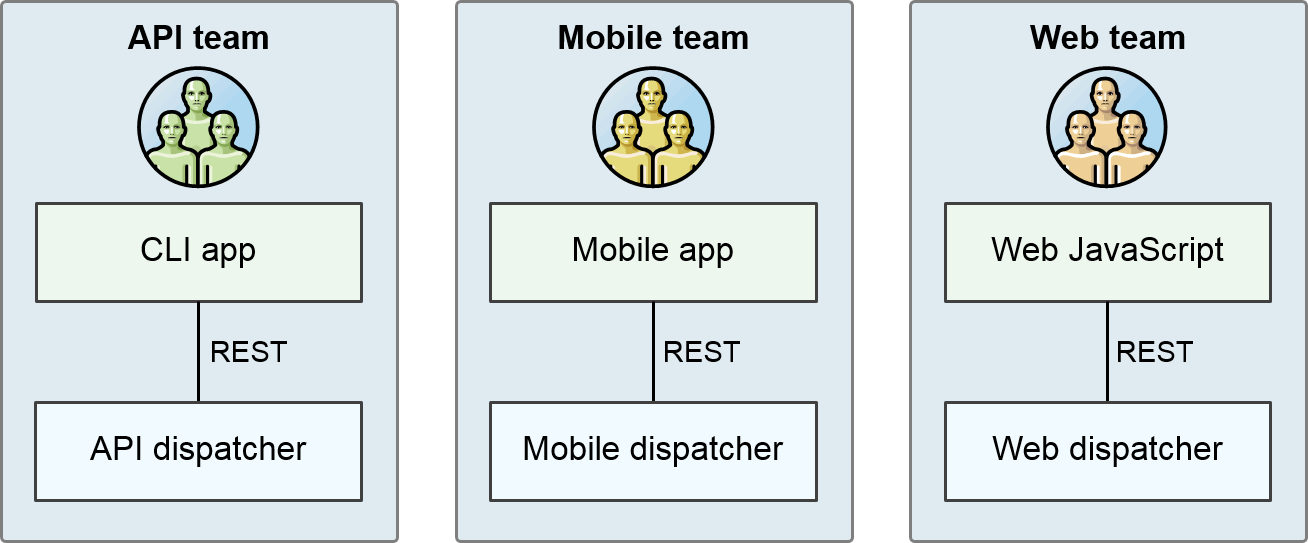 API team
CLI app
REST
API dispatcher
Mobile team
Mobile app
REST
Mobile dispatcher
Web team
Web JavaScript
REST
Web dispatcher